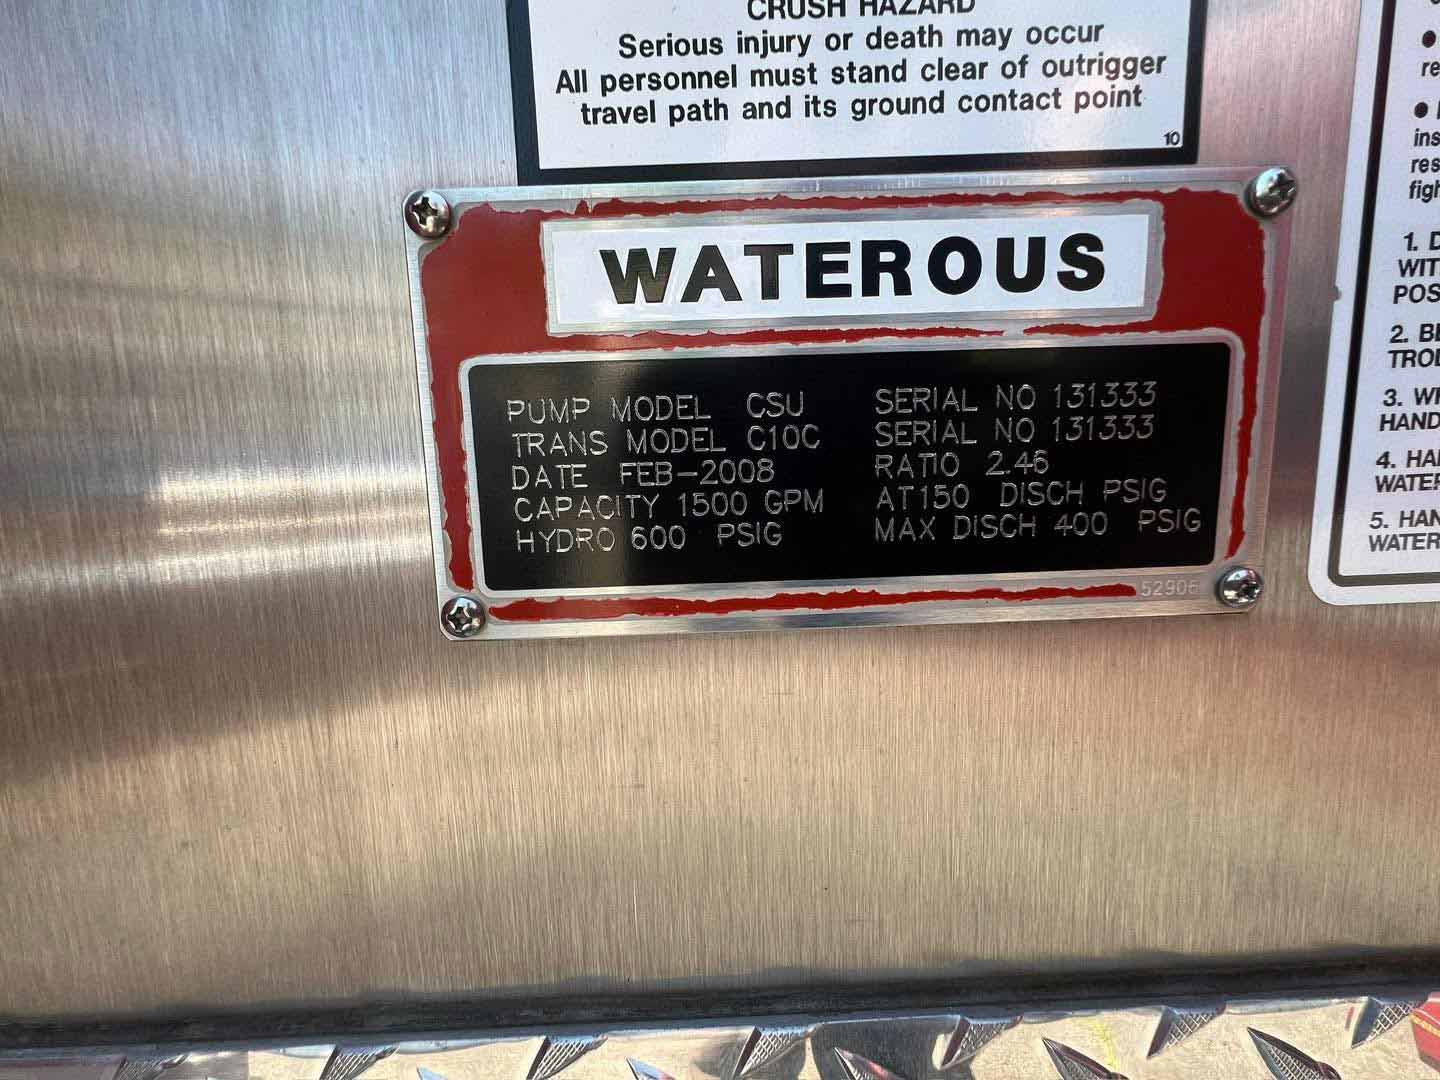 CRUSH HAZARD
Serious injury or death may occur
All personnel must stand clear of outrigger
travel path and its ground contact point
10
WATEROUS
PUMP MODEL CSU SERIAL NO 131333
TRANS MODEL C10C SERIAL NO 131333
DATE FEB-2008 RATIO 2.46
CAPACITY 1500 GPM AT150 DISCH PSIG
HYDRO 600 PSIG MAX DISCH 400 PSIG
52906
1.
2.
3.
4.
5.